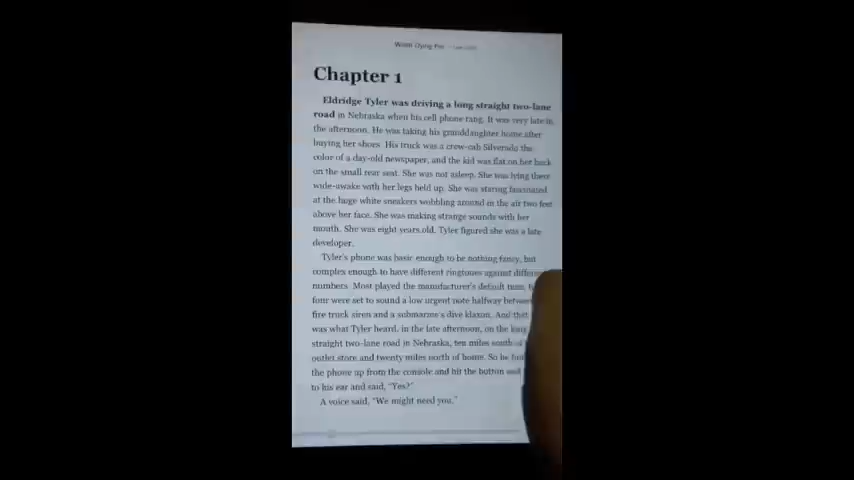 Worth Dying For
Chapter 1
Eldridge Tyler was driving a long straight two-lane
road in Nebraska when his cell phone rang. It was very late in
the afternoon. He was taking his granddaughter home after
buying her shoes. His truck was a crew-cab Silverado the
color of a day-old newspaper, and the kid was flat on her back
on the small rear seat. She was not asleep. She was lying there
wide-awake with her legs held up. She was staring fascinated
at the huge white sneakers wobbling around in the air two feet
above her face. She was making strange sounds with her
mouth. She was eight years old. Tyler figured she was a late
developer.
Tyler's phone was basic enough to be nothing fancy, but
complex enough to have different ringtones against
numbers. Most played the manufacturer's default tune,
four were set to sound a low urgent note halfway
fire truck siren and a submarine's dive klaxon. And that
was what Tyler heard, in the late afternoon, on the long
straight two-lane road in Nebraska, ten miles south
outlet store and twenty miles north of home. So he
the phone up from the console and hit the button and
to his ear and said, “Yes?”
A voice said, “We might need you.”